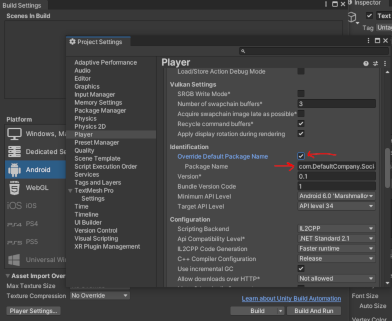 Build Settings
Scenes In Build
Inspector
Text
Tag Unta
Project Settings
Adaptive Performance
Audio
Editor
Graphics
Input Manager
Memory Settings
Package Manager
Physics
Physics 2D
Player
Preset Manager
Quality
Scene Template
Script Execution Order
Services
Tags and Layers
TextMesh Pro
Settings
Time
Timeline
UI Builder
Version Control
Visual Scripting
XR Plugin Management
Player
Load/Store Action Debug Mode
Vulkan Settings
SRGB Write Mode*
Number of swapchain buffers* 3
Acquire swapchain image late as possible*
Recycle command buffers*
Apply display rotation during rendering
Identification
Override Default Package Name
Package Name com.DefaultCompany.Soci
Version* 0.1
Bundle Version Code 1
Minimum API Level Android 6.0 'Marshmallo
Target API Level API level 34
Configuration
Scripting Backend IL2CPP
Api Compatibility Level* .NET Standard 2.1
IL2CPP Code Generation Faster runtime
C++ Compiler Configuration Release
Use incremental GC
Allow downloads over HTTP* Not allowed
Platform
Windows, M
Dedicated Se
Android
WebGL
iOS iOS
PS4
PS5
Universal Wi
Asset Import Over
Max Texture Size
Texture Compression No Override
Player Settings...
Learn about Unity Build Automation
Build
Build And Run
Font Size
Auto Size
Vertex Color